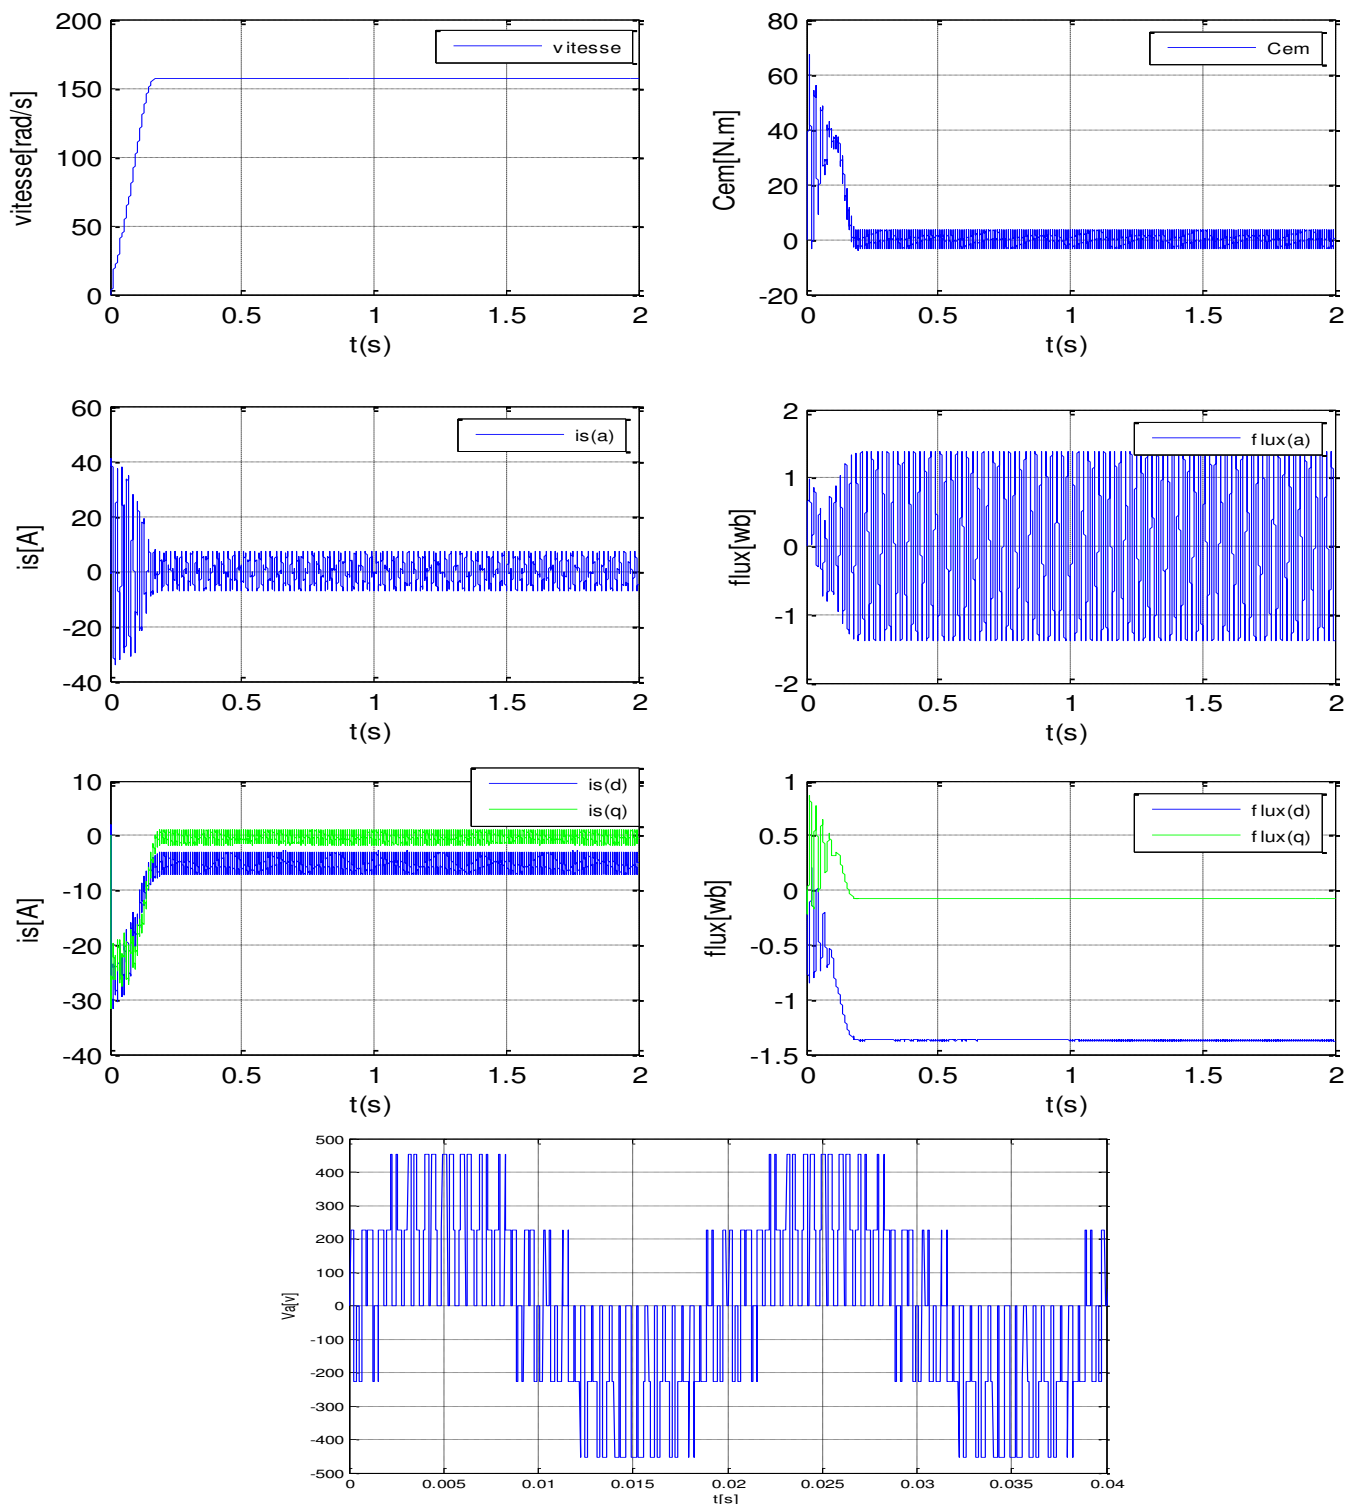 200
150
100
50
0
vitesse[rad/s]
vitesse
0 0.5 1 1.5 2
t(s)
80
60
40
20
0
-20
Cem[N.m]
Cem
0 0.5 1 1.5 2
t(s)
60
40
20
0
-20
-40
is[A]
is(a)
0 0.5 1 1.5 2
t(s)
2
1
0
-1
-2
flux[wb]
flux(a)
0 0.5 1 1.5 2
t(s)
10
0
-10
-20
-30
-40
is[A]
is(d)
is(q)
0 0.5 1 1.5 2
t(s)
1
0.5
0
-0.5
-1
-1.5
flux[wb]
flux(d)
flux(q)
0 0.5 1 1.5 2
t(s)
500
400
300
200
100
0
-100
-200
-300
-400
-500
Va[v]
0 0.005 0.01 0.015 0.02 0.025 0.03 0.035 0.04
t[s]